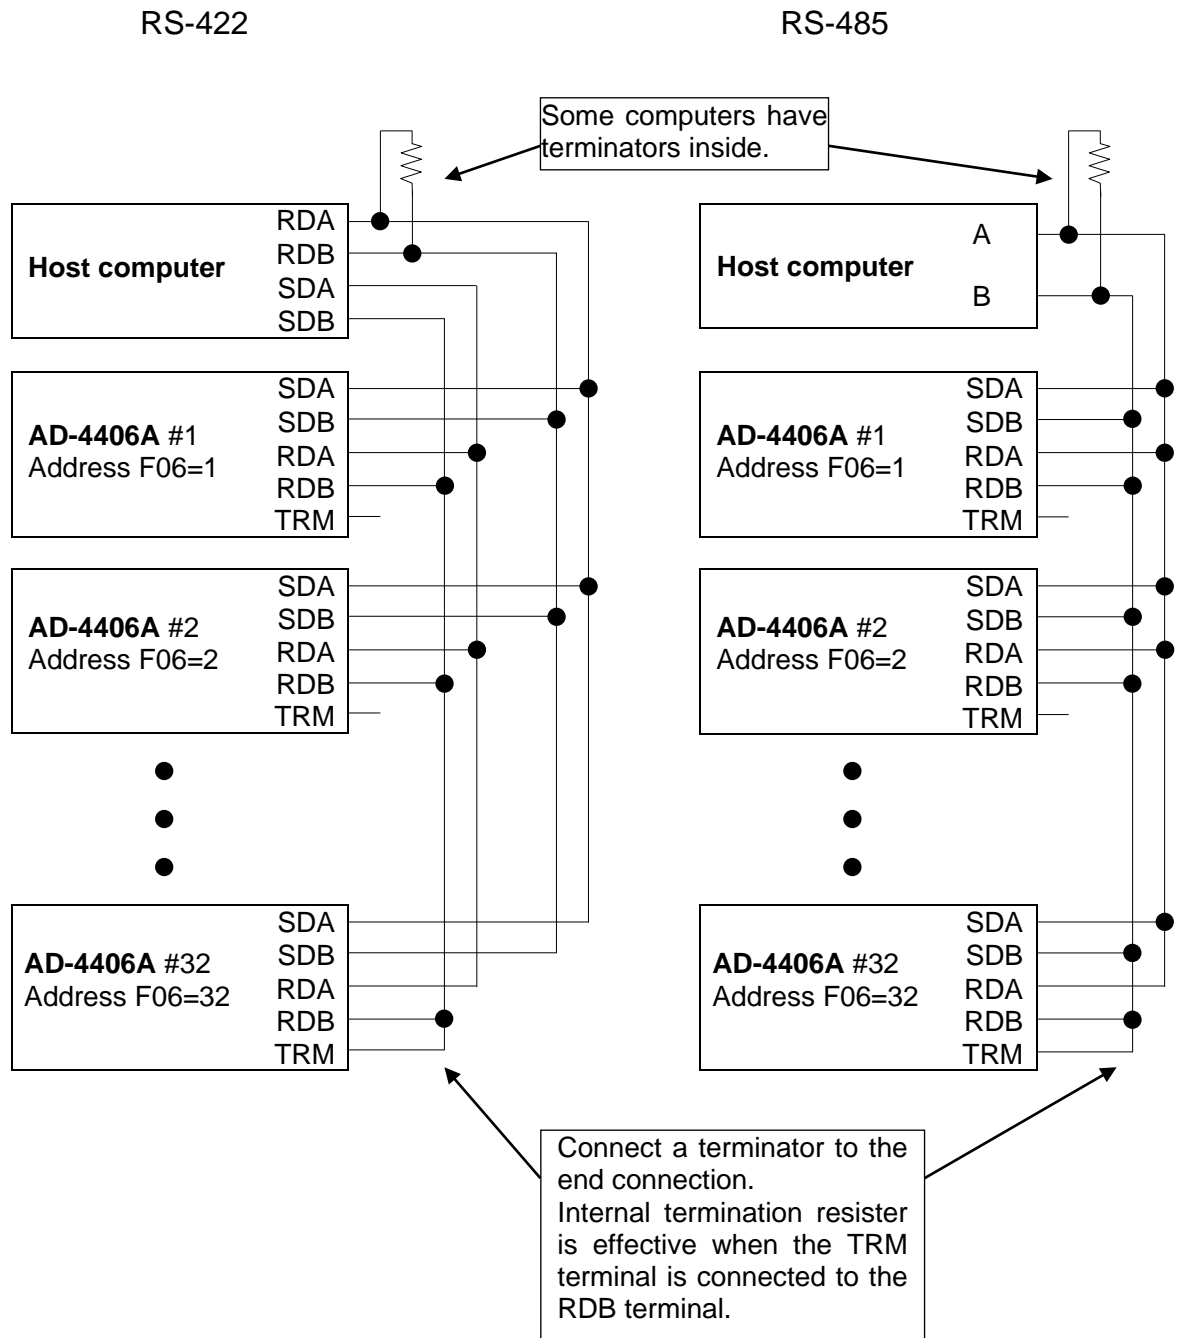 RS-422
RS-485
Some computers have
terminators inside.
Host computer
RDA
RDB
SDA
SDB
AD-4406A #1
Address F06=1
SDA
SDB
RDA
RDB
TRM
AD-4406A #2
Address F06=2
SDA
SDB
RDA
RDB
TRM
AD-4406A #32
Address F06=32
SDA
SDB
RDA
RDB
TRM
Host computer
A
B
AD-4406A #1
Address F06=1
SDA
SDB
RDA
RDB
TRM
AD-4406A #2
Address F06=2
SDA
SDB
RDA
RDB
TRM
AD-4406A #32
Address F06=32
SDA
SDB
RDA
RDB
TRM
Connect a terminator to the
end connection.
Internal termination resister
is effective when the TRM
terminal is connected to the
RDB terminal.